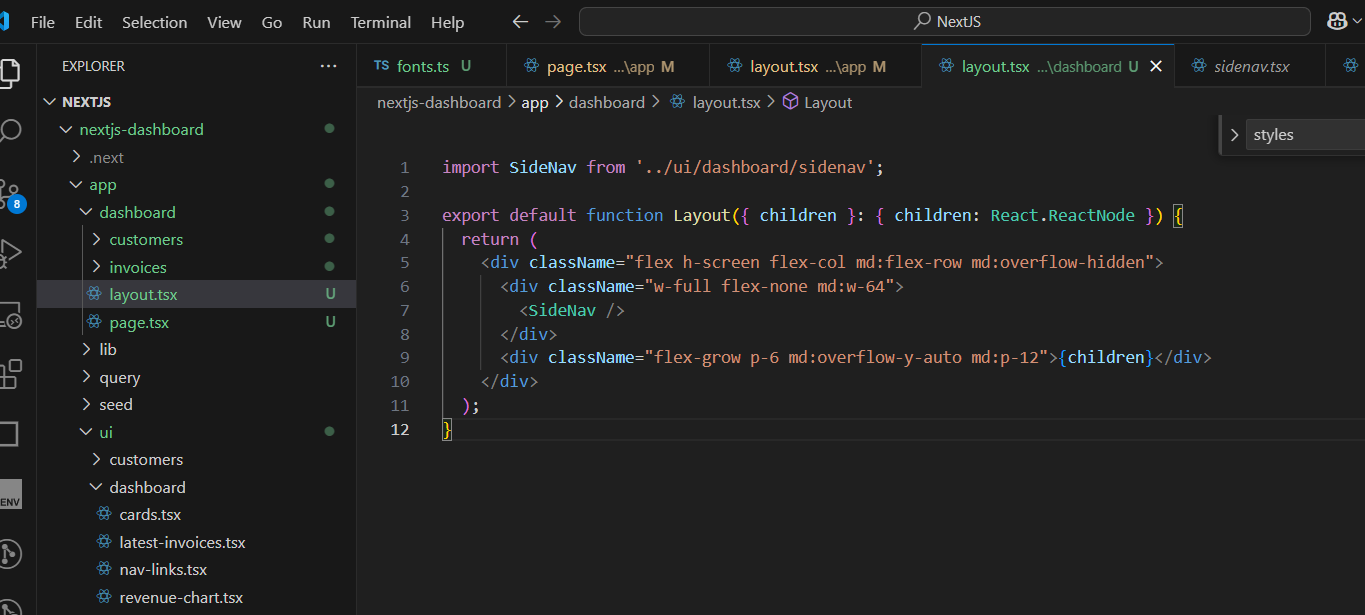 File Edit Selection View Go Run Terminal Help NextJS
EXPLORER ...
TS fonts.ts U page.tsx ...\app M layout.tsx ...\app M layout.tsx ...\dashboard U sidenav.tsx
nextjs-dashboard > app > dashboard > layout.tsx > Layout
styles
NEXTJS
nextjs-dashboard
.next
app
dashboard
customers
invoices
layout.tsx U
page.tsx U
lib
query
seed
ui
customers
dashboard
cards.tsx
latest-invoices.tsx
nav-links.tsx
revenue-chart.tsx
8
ENV
1 import SideNav from '../ui/dashboard/sidenav';
2
3 export default function Layout({ children }: { children: React.ReactNode }) {
4 return (
5 <div className="flex h-screen flex-col md:flex-row md:overflow-hidden">
6 <div className="w-full flex-none md:w-64">
7 <SideNav />
8 </div>
9 <div className="flex-grow p-6 md:overflow-y-auto md:p-12">{children}</div>
10 </div>
11 );
12 }